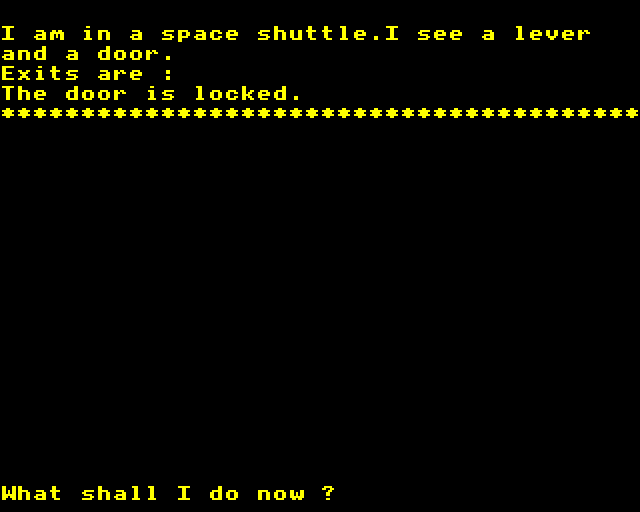 I am in a space shuttle.I see a lever
and a door.
Exits are :
The door is locked.
****************************************
What shall I do now ?